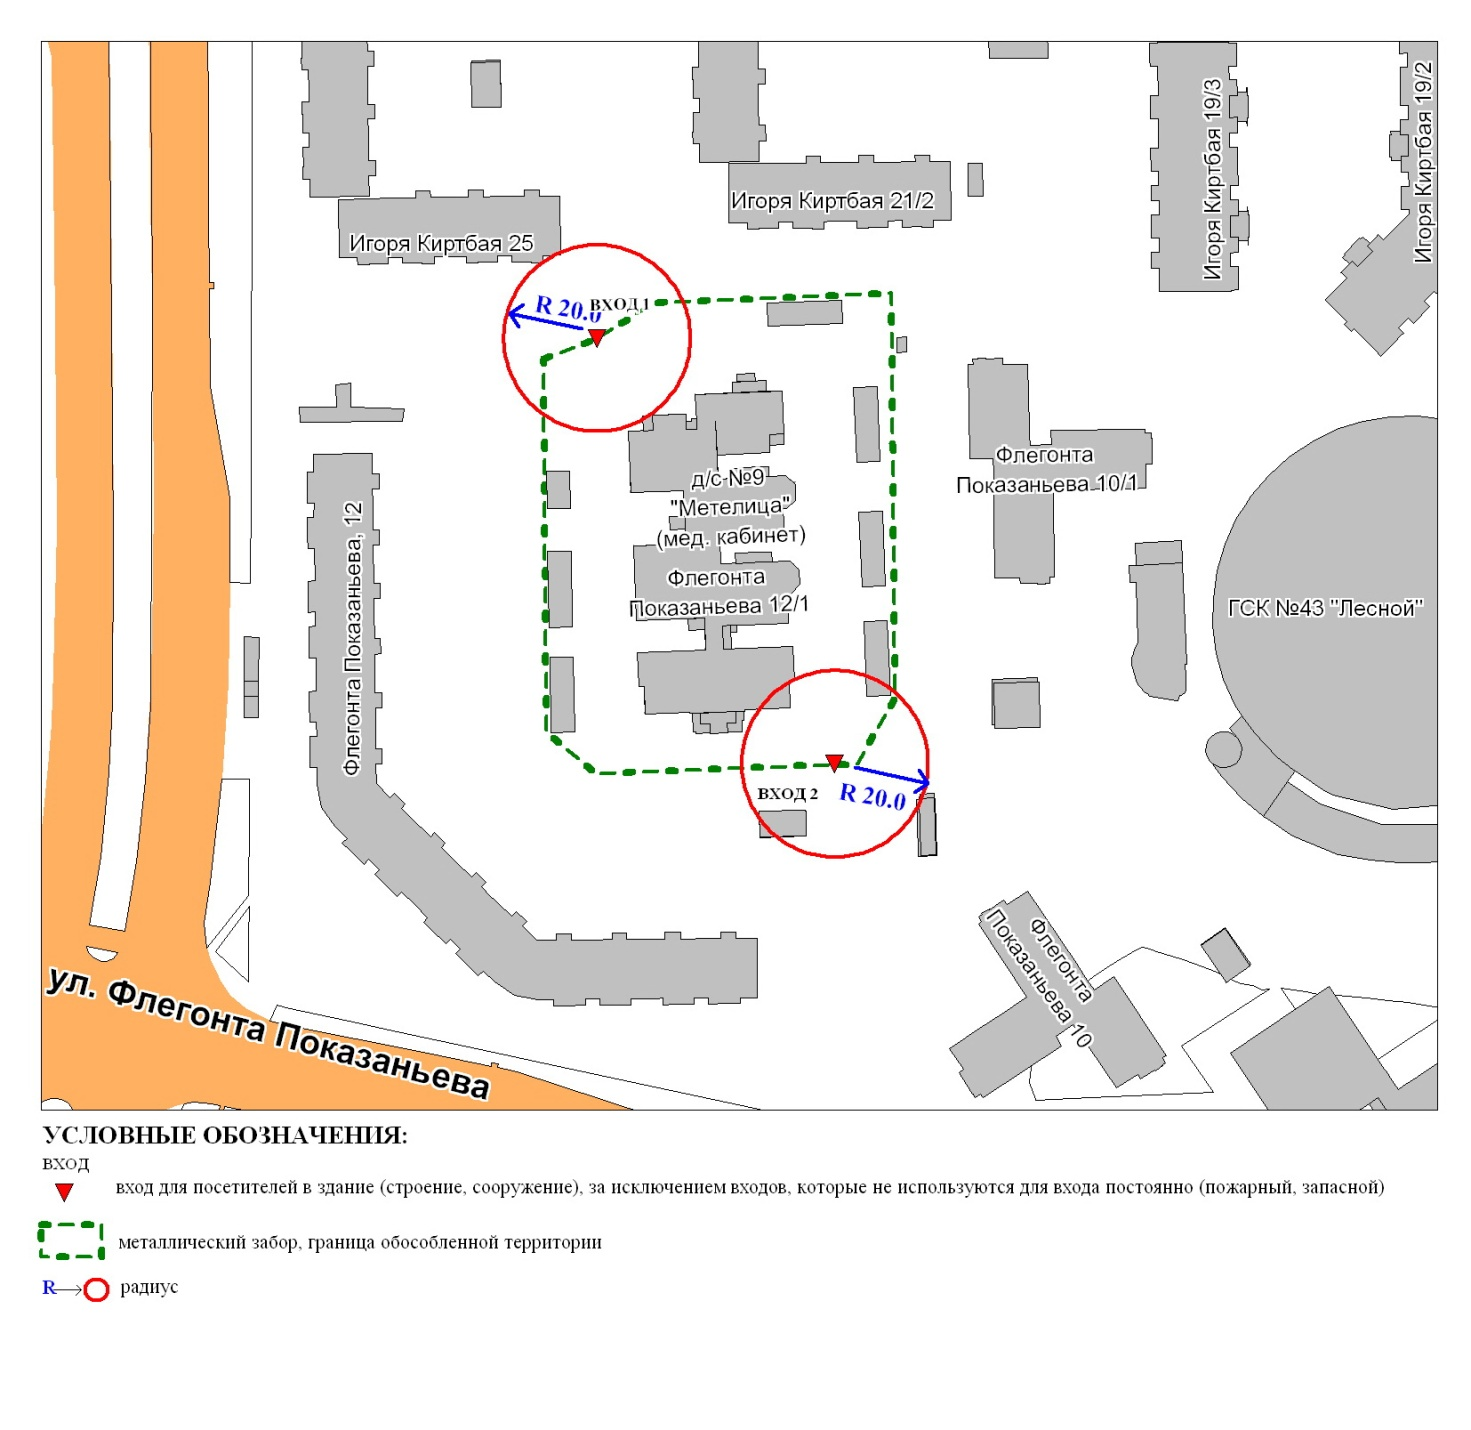 Игоря Киртбая 19/3
Игоря Киртбая 19/2
Игоря Киртбая 21/2
Игоря Киртбая 25
R 20.0
ВХОД 1
д/с №9
"Метелица"
(мед. кабинет)
Флегонта
Показаньева 12/1
Флегонта
Показаньева 10/1
Флегонта Показаньева, 12
ГСК №43 "Лесной"
ВХОД 2
R 20.0
Флегонта
Показаньева 10
ул. Флегонта Показаньева
УСЛОВНЫЕ ОБОЗНАЧЕНИЯ:
ВХОД
вход для посетителей в здание (строение, сооружение), за исключением входов, которые не используются для входа постоянно (пожарный, запасной)
металлический забор, граница обособленной территории
R
радиус